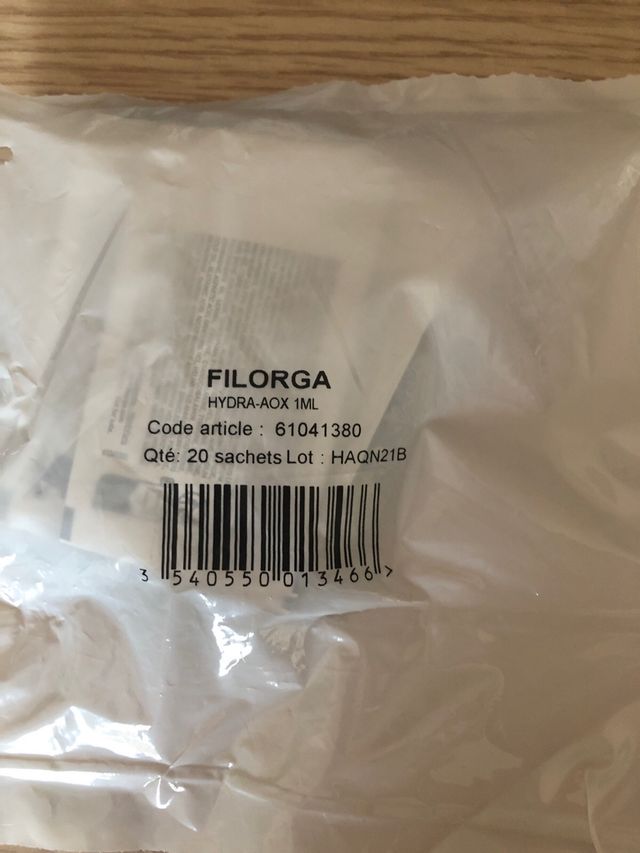 FILORGA
HYDRA-AOX 1ML
Code article : 61041380
Qté: 20 sachets Lot : HAQN21B
3 540550 013466 >